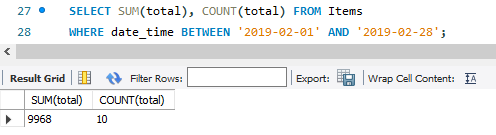 27 SELECT SUM(total), COUNT(total) FROM Items
28 WHERE date_time BETWEEN '2019-02-01' AND '2019-02-28';
Result Grid Filter Rows: Export: Wrap Cell Content: IA
SUM(total) COUNT(total)
9968 10